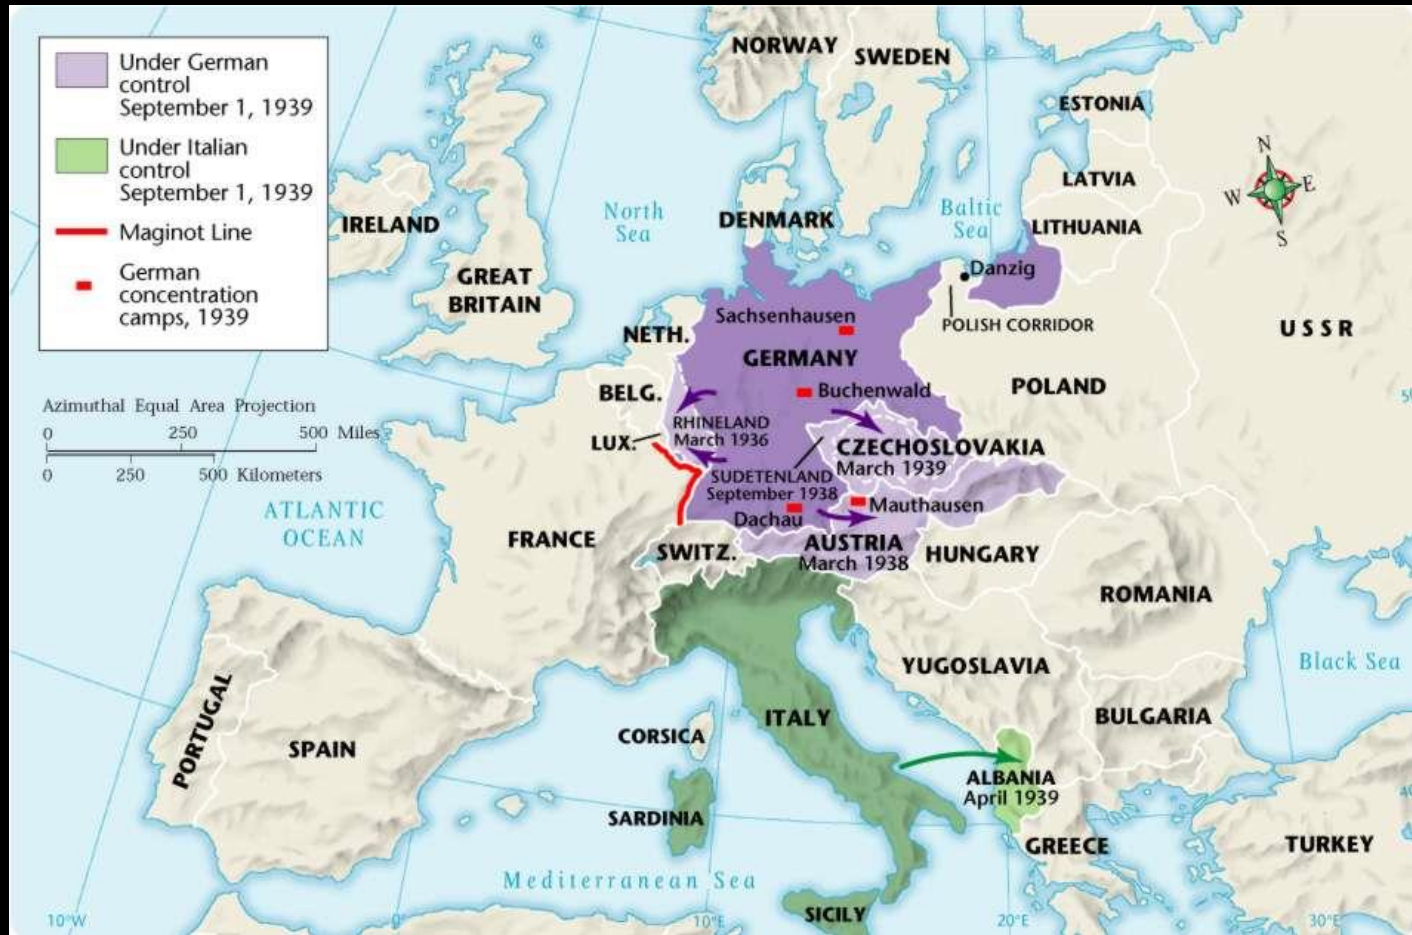 Under German
control
September 1, 1939
Under Italian
control
September 1, 1939
Maginot Line
German
concentration
camps, 1939
Azimuthal Equal Area Projection
0 250 500 Miles
0 250 500 Kilometers
NORWAY
SWEDEN
ESTONIA
LATVIA
LITHUANIA
N
W E
S
IRELAND
North
Sea
DENMARK
Baltic
Sea
GREAT
BRITAIN
Danzig
POLISH CORRIDOR
USSR
NETH.
Sachsenhausen
GERMANY
POLAND
BELG.
Buchenwald
LUX.
RHINELAND
March 1936
CZECHOSLOVAKIA
March 1939
SUDETENLAND
September 1938
Mauthausen
Dachau
ATLANTIC
OCEAN
FRANCE
SWITZ.
AUSTRIA
March 1938
HUNGARY
ROMANIA
YUGOSLAVIA
Black Sea
PORTUGAL
SPAIN
CORSICA
ITALY
BULGARIA
SARDINIA
ALBANIA
April 1939
GREECE
TURKEY
Mediterranean Sea
SICILY
10°W
0°
10°E
20°E
30°E